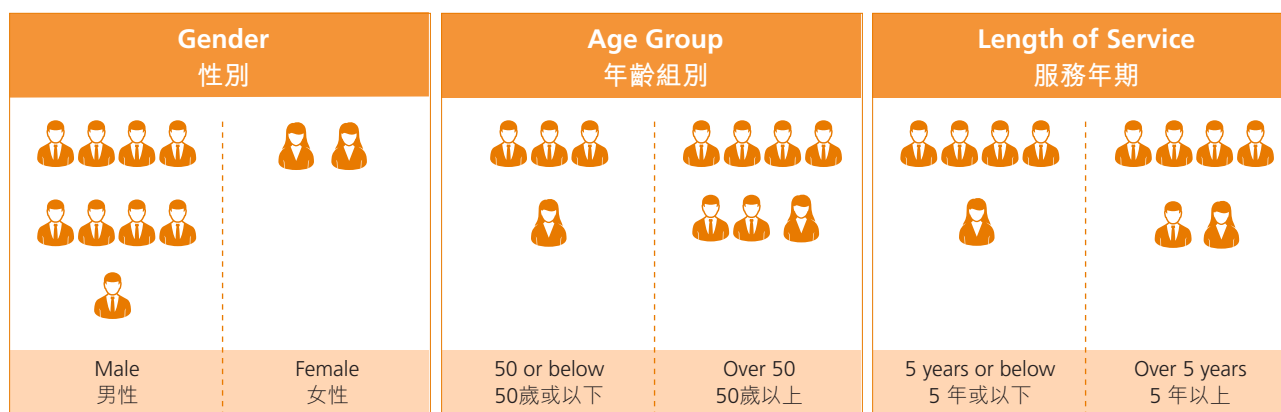 Gender
性別
Age Group
年齡組別
Length of Service
服務年期
Male
男性
Female
女性
50 or below
50歲或以下
Over 50
50歲以上
5 years or below
5 年或以下
Over 5 years
5 年以上